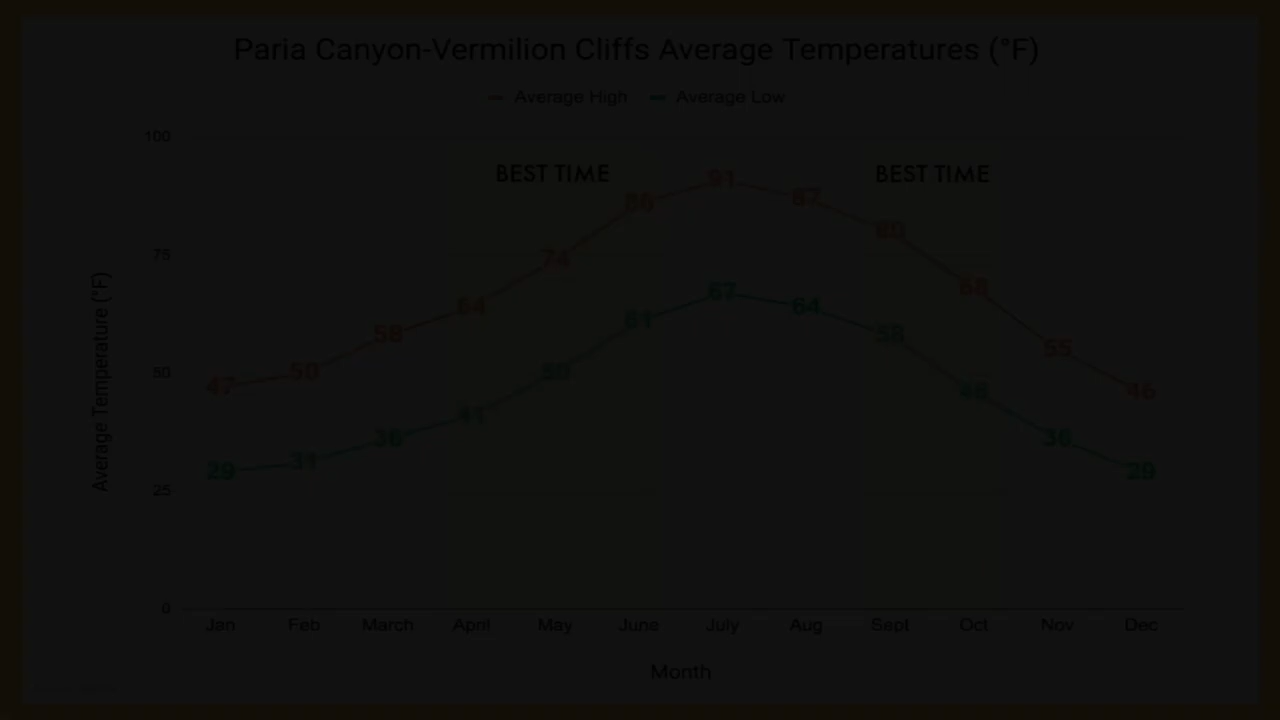 Paria Canyon-Vermilion Cliffs Average Temperatures (°F)
Average High Average Low
100
BEST TIME BEST TIME
91
86 87
80
75
74
67 68
64 61 64
58 58
55
50 50 50
47 46 46
41
36 36
29 31 29
25
0
Jan Feb March April May June July Aug Sept Oct Nov Dec
Average Temperature (°F)
Month